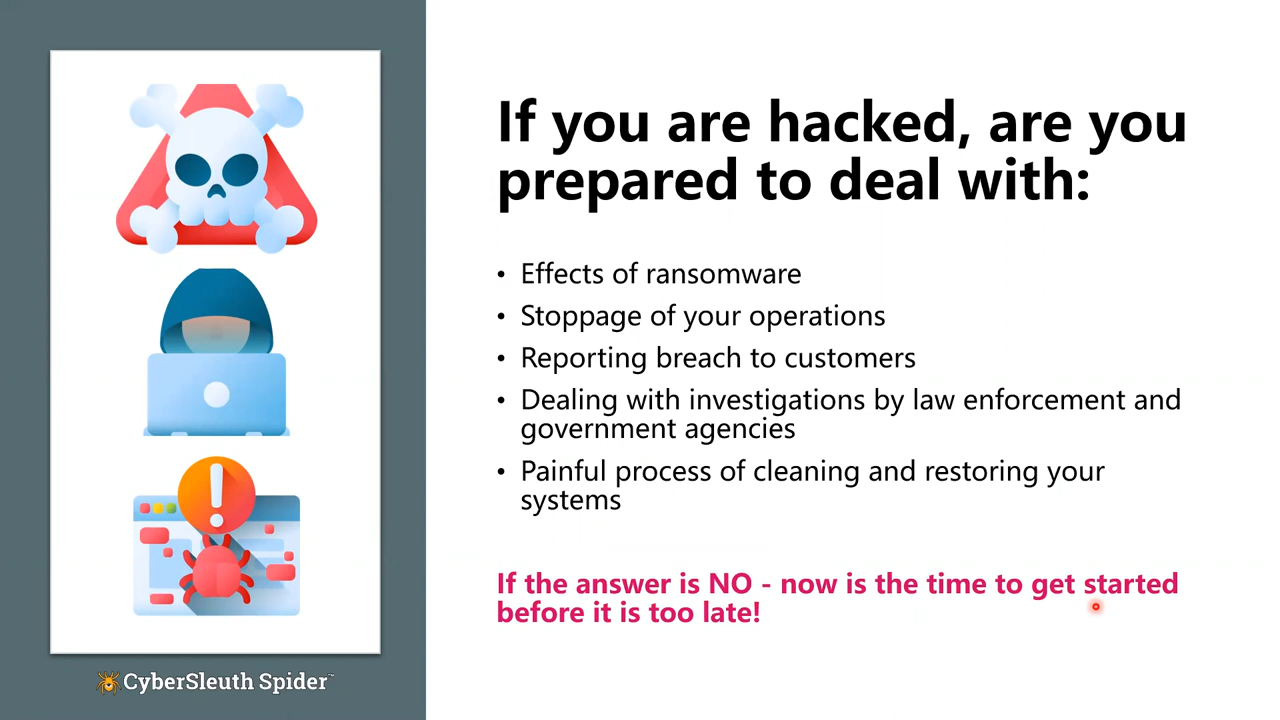 If you are hacked, are you
prepared to deal with:
• Effects of ransomware
• Stoppage of your operations
• Reporting breach to customers
• Dealing with investigations by law enforcement and
government agencies
• Painful process of cleaning and restoring your
systems
If the answer is NO - now is the time to get started
before it is too late!
CyberSleuth Spider™